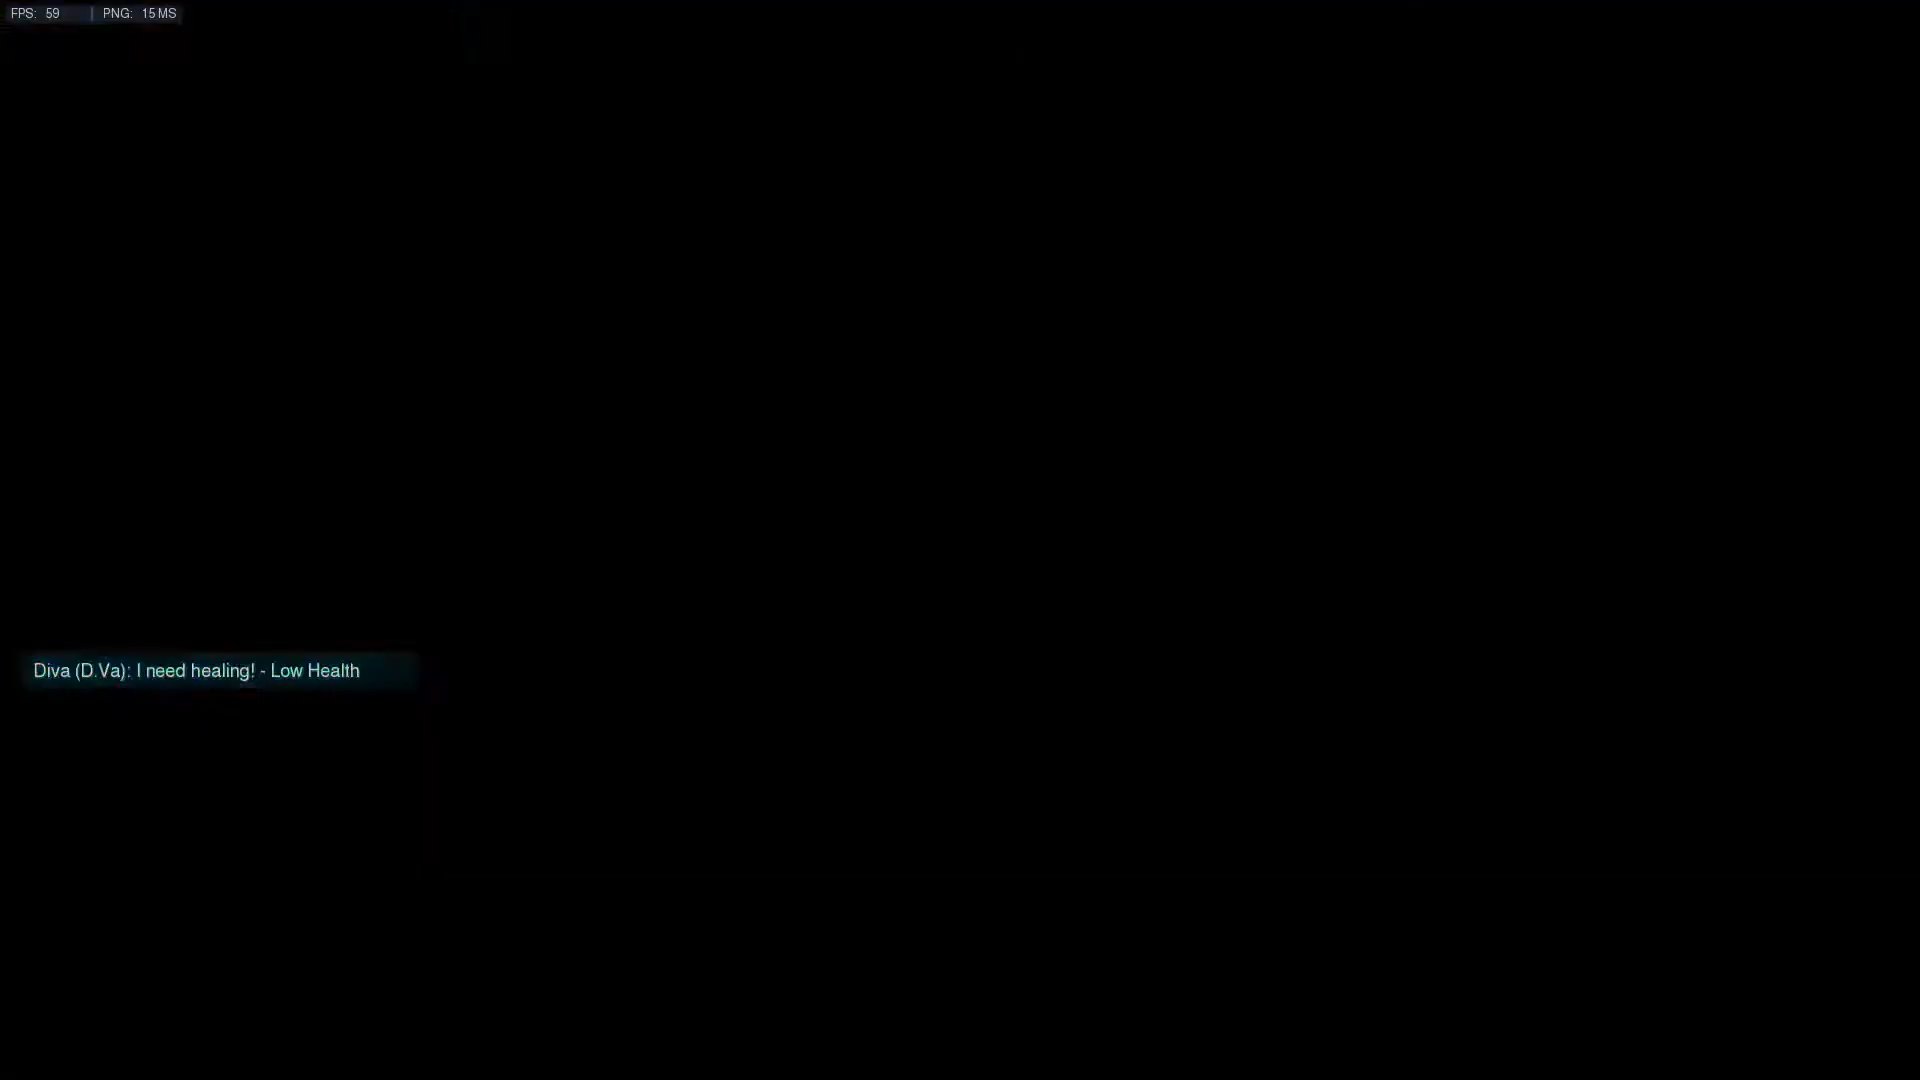 FPS: 59 | PNG: 15 MS
Diva (D.Va): I need healing! - Low Health